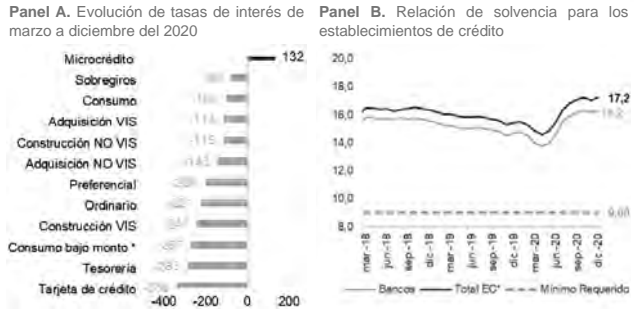 Panel A. Evolución de tasas de interés de
marzo a diciembre del 2020
Panel B. Relación de solvencia para los
establecimientos de crédito
Microcrédito
132
Sobregiros
Consumo
Adquisición VIS
Construcción NO VIS
Adquisición NO VIS
Preferencial
Ordinario
Construcción VIS
Consumo bajo monto *
Tesorería
Tarjeta de crédito
-400 -200 0 200
20,0
18,0
16,0
14,0
12,0
10,0
8,0
17,2
16,2
mar.-18
jun.-18
sep.-18
dic.-18
mar.-19
jun.-19
sep.-19
dic.-19
mar.-20
jun.-20
sep.-20
dic.-20
Bancos
Total EC*
Mínimo Requerido